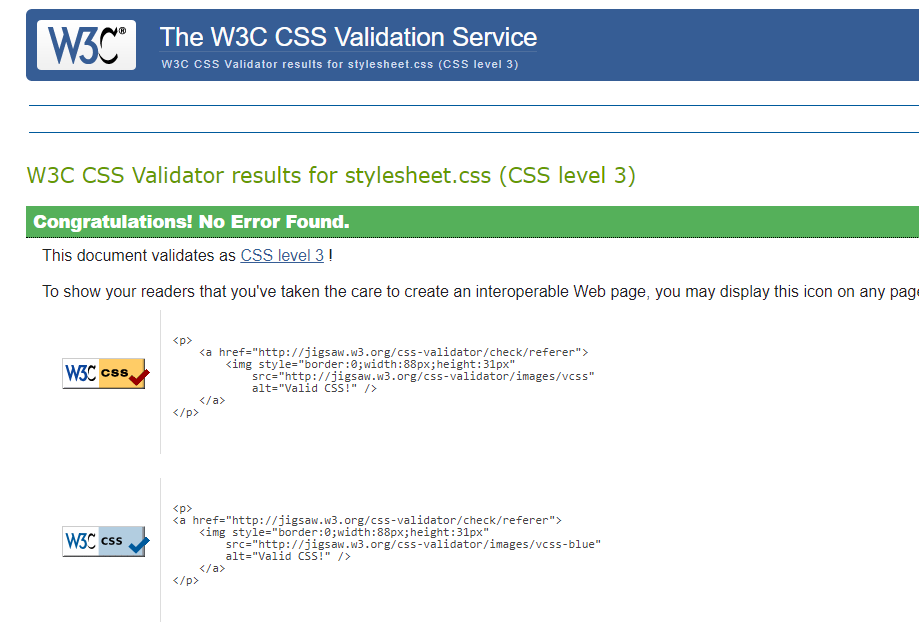 W3C®
The W3C CSS Validation Service
W3C CSS Validator results for stylesheet.css (CSS level 3)
W3C CSS Validator results for stylesheet.css (CSS level 3)
Congratulations! No Error Found.
This document validates as CSS level 3 !
To show your readers that you've taken the care to create an interoperable Web page, you may display this icon on any page
W3C css
<p>
    <a href="http://jigsaw.w3.org/css-validator/check/referer">
        <img style="border:0;width:88px;height:31px"
            src="http://jigsaw.w3.org/css-validator/images/vcss"
            alt="Valid CSS!" />
    </a>
</p>
W3C css
<p>
<a href="http://jigsaw.w3.org/css-validator/check/referer">
    <img style="border:0;width:88px;height:31px"
        src="http://jigsaw.w3.org/css-validator/images/vcss-blue"
        alt="Valid CSS!" />
    </a>
</p>